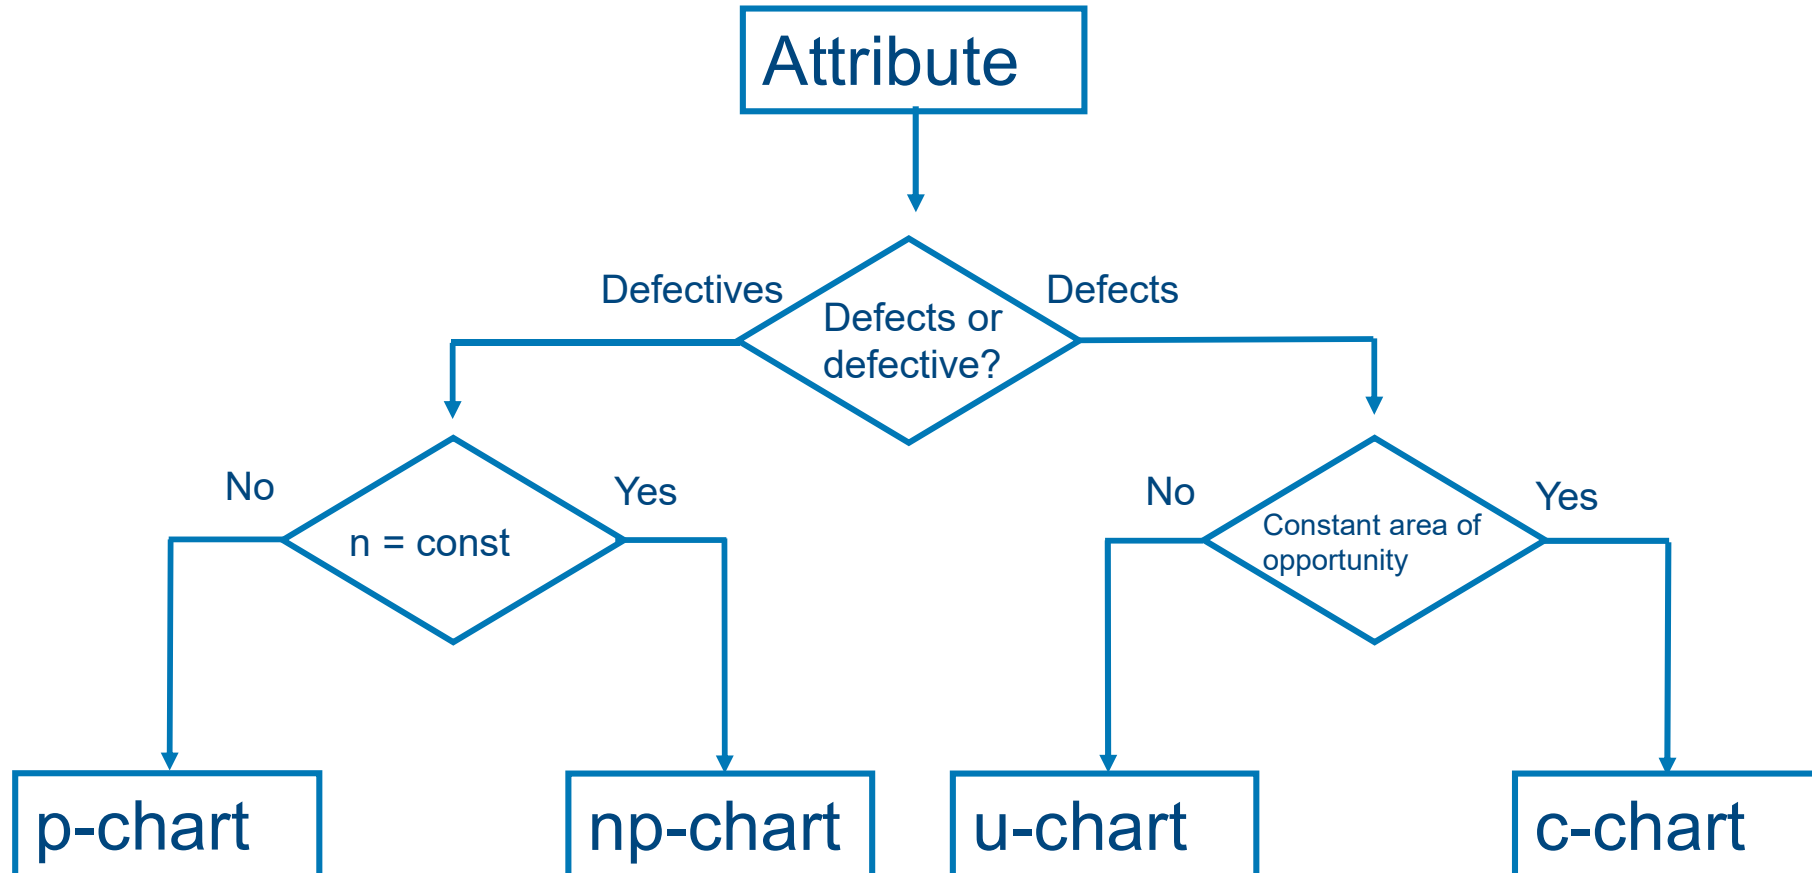 Attribute
Defectives
Defects
Defects or
defective?
No
Yes
No
Yes
n = const
Constant area of
opportunity
p-chart
np-chart
u-chart
c-chart